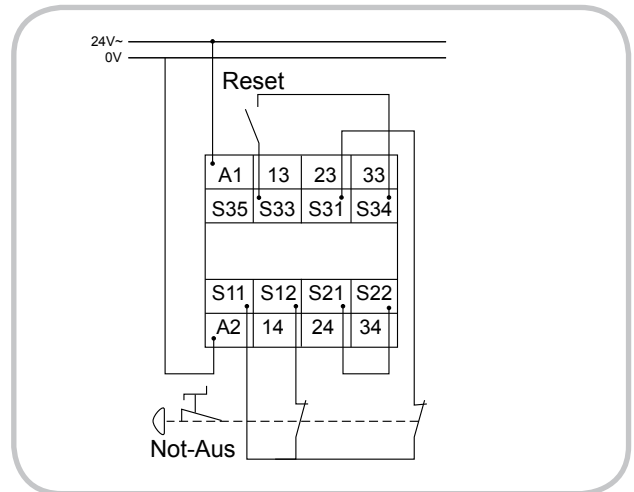 24V~
0V
Reset
A1 13 23 33
S35 S33 S31 S34
S11 S12 S21 S22
A2 14 24 34
Not-Aus